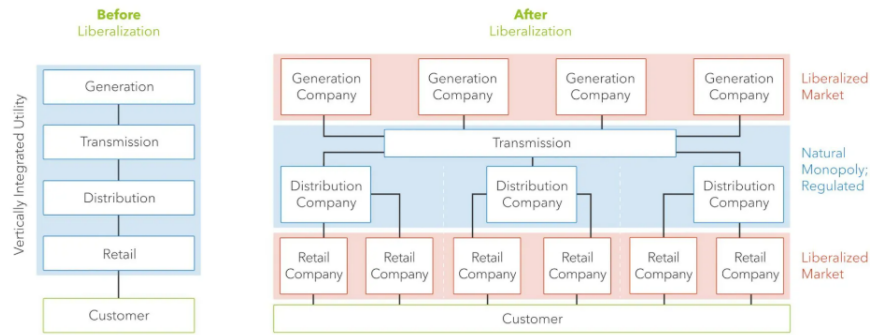 Before
Liberalization
Vertically Integrated Utility
Generation
Transmission
Distribution
Retail
Customer
After
Liberalization
Generation
Company
Generation
Company
Generation
Company
Generation
Company
Liberalized
Market
Transmission
Natural
Monopoly;
Regulated
Distribution
Company
Distribution
Company
Distribution
Company
Retail
Company
Retail
Company
Retail
Company
Retail
Company
Retail
Company
Retail
Company
Liberalized
Market
Customer